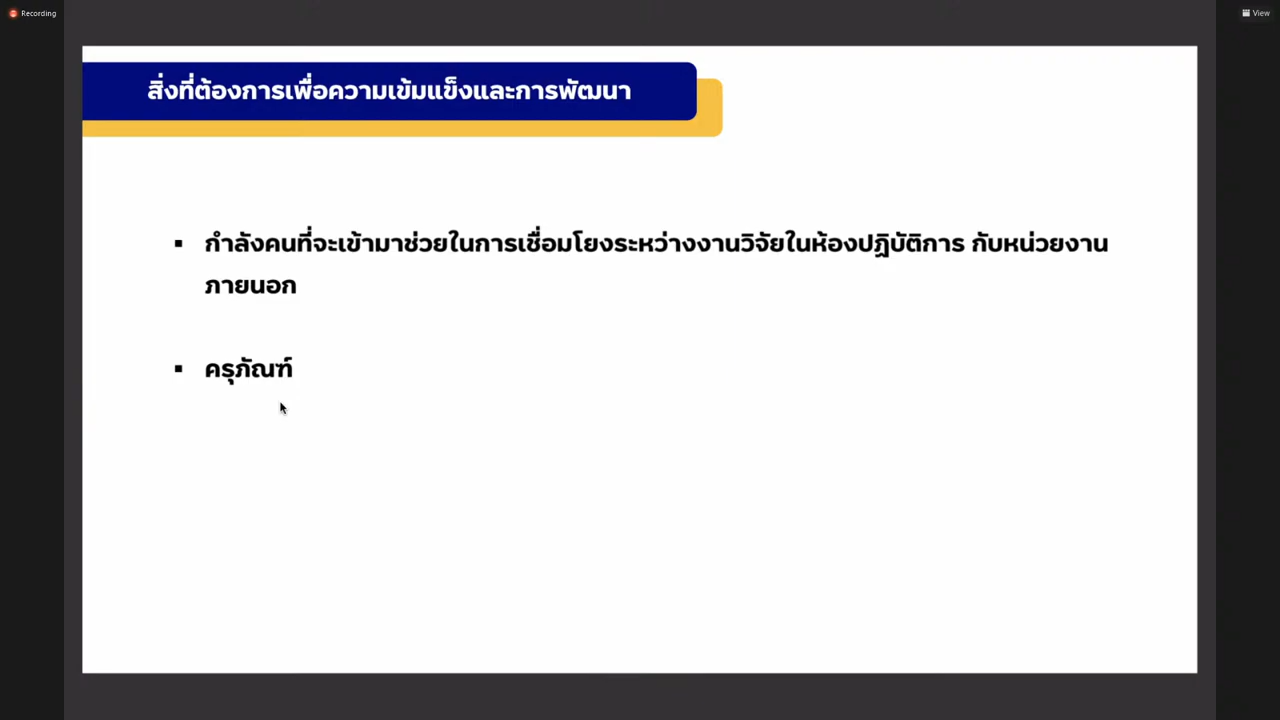 Recording
View
สิ่งที่ต้องการเพื่อความเข้มแข็งและการพัฒนา
▪ กำลังคนที่จะเข้ามาช่วยในการเชื่อมโยงระหว่างงานวิจัยในห้องปฏิบัติการ กับหน่วยงาน
ภายนอก
▪ ครุภัณฑ์